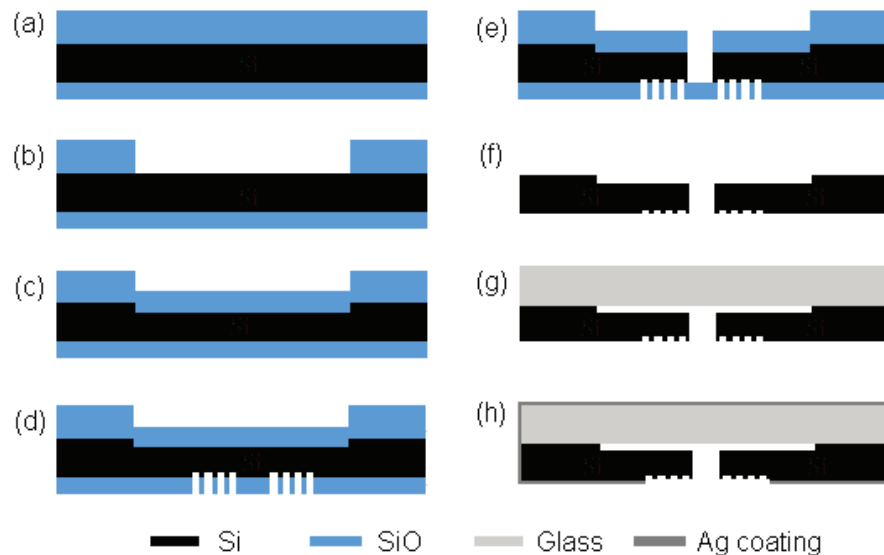 (a)
Si
(b)
Si
(c)
Si
(d)
Si
(e)
Si Si
(f)
Si Si
(g)
Si Si
(h)
Si Si
Si SiO Glass Ag coating